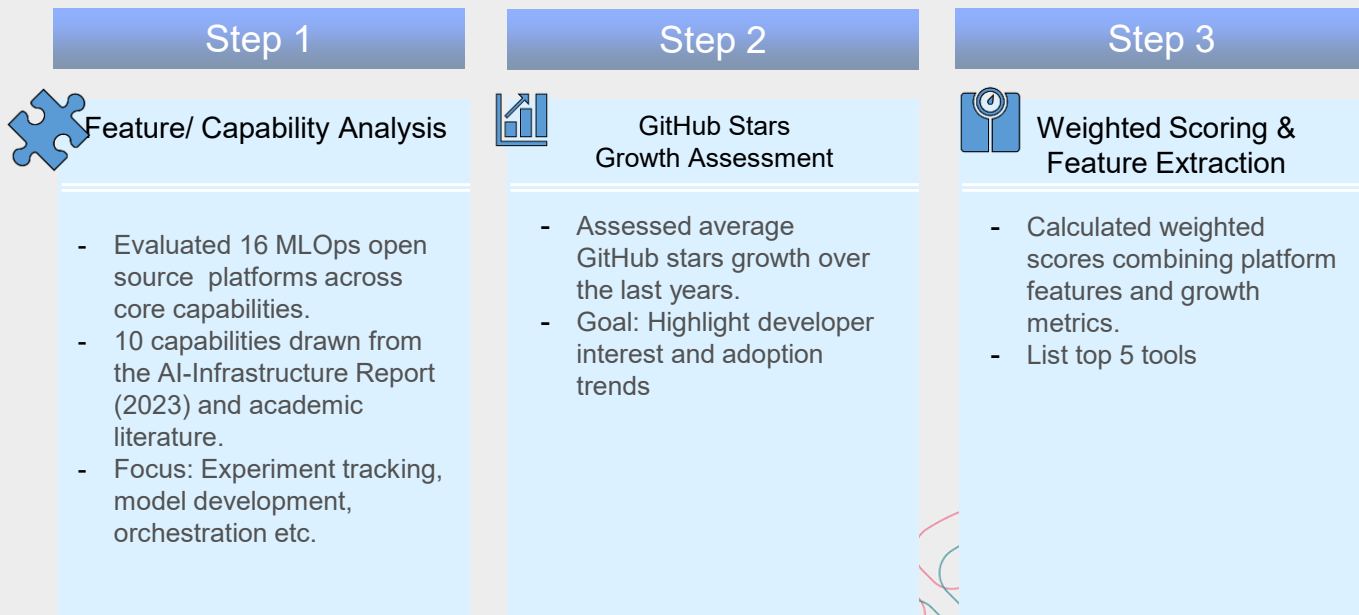 Step 1
Feature/ Capability Analysis
- Evaluated 16 MLOps open
source platforms across
core capabilities.
- 10 capabilities drawn from
the AI-Infrastructure Report
(2023) and academic
literature.
- Focus: Experiment tracking,
model development,
orchestration etc.
Step 2
GitHub Stars
Growth Assessment
- Assessed average
GitHub stars growth over
the last years.
- Goal: Highlight developer
interest and adoption
trends
Step 3
Weighted Scoring &
Feature Extraction
- Calculated weighted
scores combining platform
features and growth
metrics.
- List top 5 tools